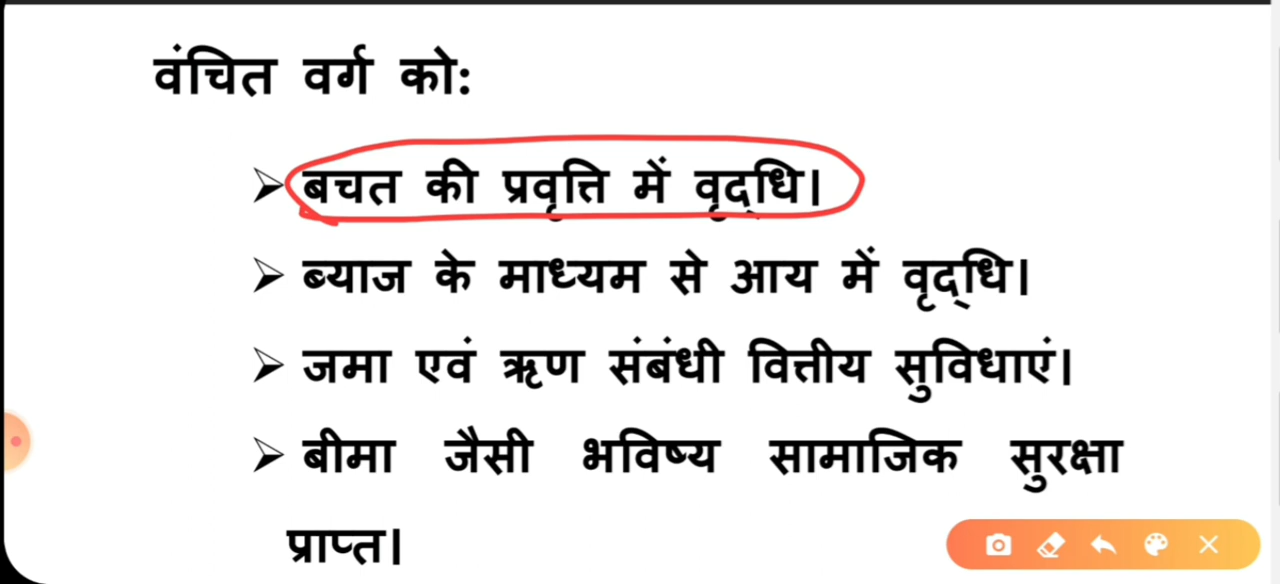 वंचित वर्ग को:
➢ बचत की प्रवृत्ति में वृद्धि।
➢ ब्याज के माध्यम से आय में वृद्धि।
➢ जमा एवं ऋण संबंधी वित्तीय सुविधाएं।
➢ बीमा जैसी भविष्य सामाजिक सुरक्षा
प्राप्त।